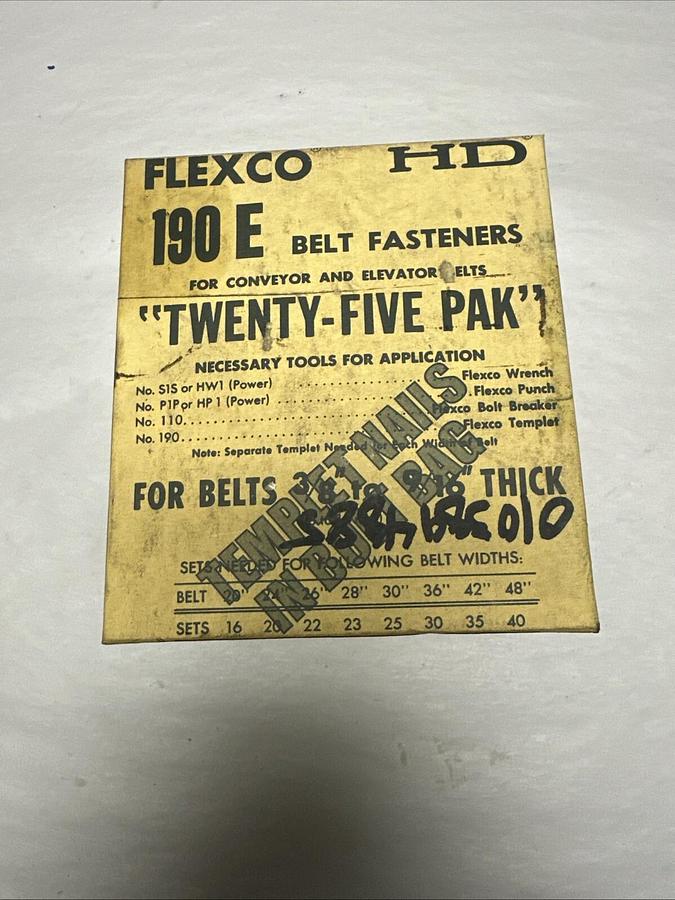 FLEXCO® HD®
190 E BELT FASTENERS
FOR CONVEYOR AND ELEVATOR ELTS
"TWENTY-FIVE PAK"
NECESSARY TOOLS FOR APPLICATION
No. S1S or HW1 (Power) . . . . . . . . . . . . Flexco Wrench
No. P1P or HP1 (Power) . . . . . . . . . . . . Flexco Punch
No. 110. . . . . . . . . . . . Flexco Bolt Breaker
No. 190. . . . . . . . . . . . Flexco Templet
Note: Separate Templet Needed for Each Width of Belt
TEMPLET NAILS
IN BOLT BAG
FOR BELTS 3/8" to 9/16" THICK
SETS NEEDED FOR FOLLOWING BELT WIDTHS:
BELT 20" 24" 26" 28" 30" 36" 42" 48"
SETS 16 20 22 23 25 30 35 40